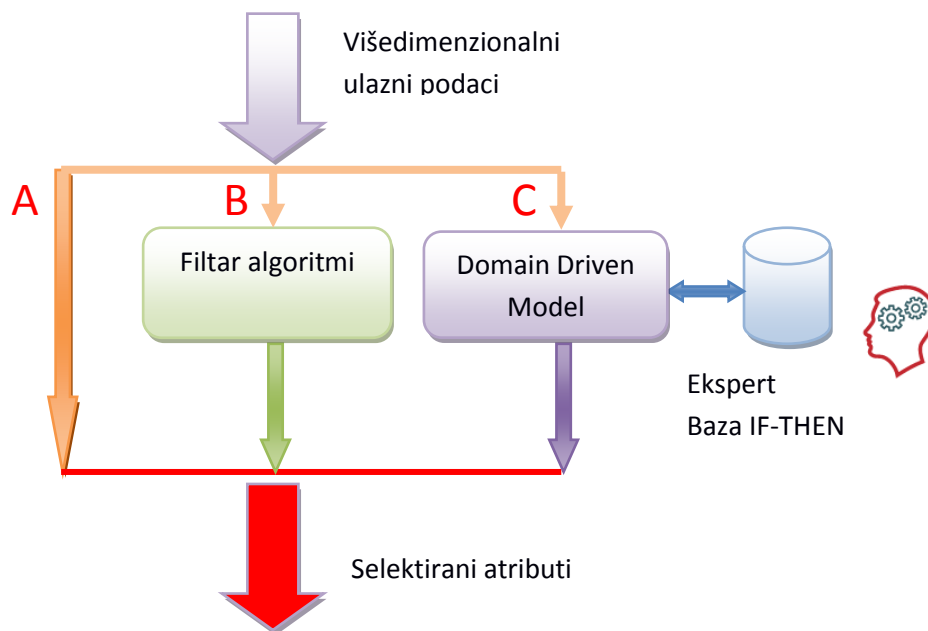 Višedimenzionalni
ulazni podaci
A
B
C
Filtar algoritmi
Domain Driven
Model
Ekspert
Baza IF-THEN
Selektirani atributi